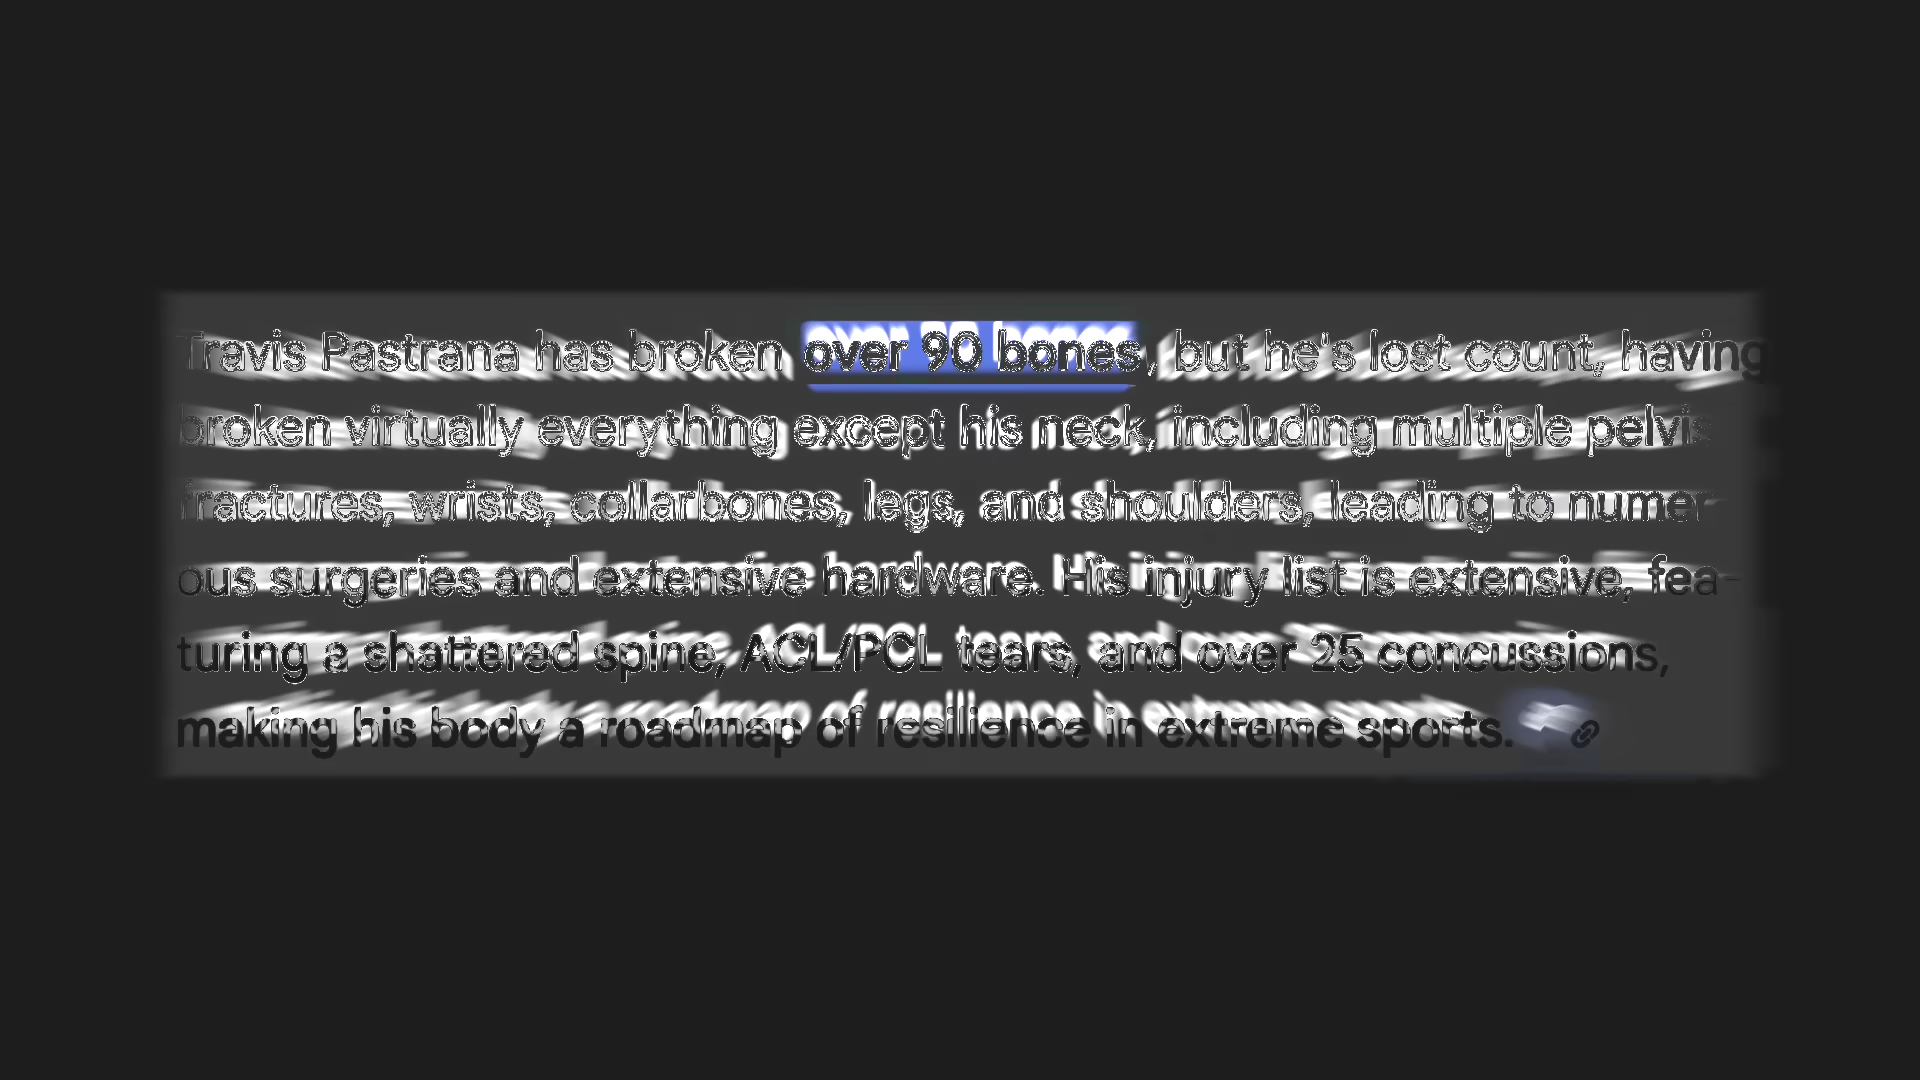 Travis Pastrana has broken over 90 bones, but he's lost count, having
broken virtually everything except his neck, including multiple pelvis
fractures, wrists, collarbones, legs, and shoulders, leading to numer-
ous surgeries and extensive hardware. His injury list is extensive, fea-
turing a shattered spine, ACL/PCL tears, and over 25 concussions,
making his body a roadmap of resilience in extreme sports.